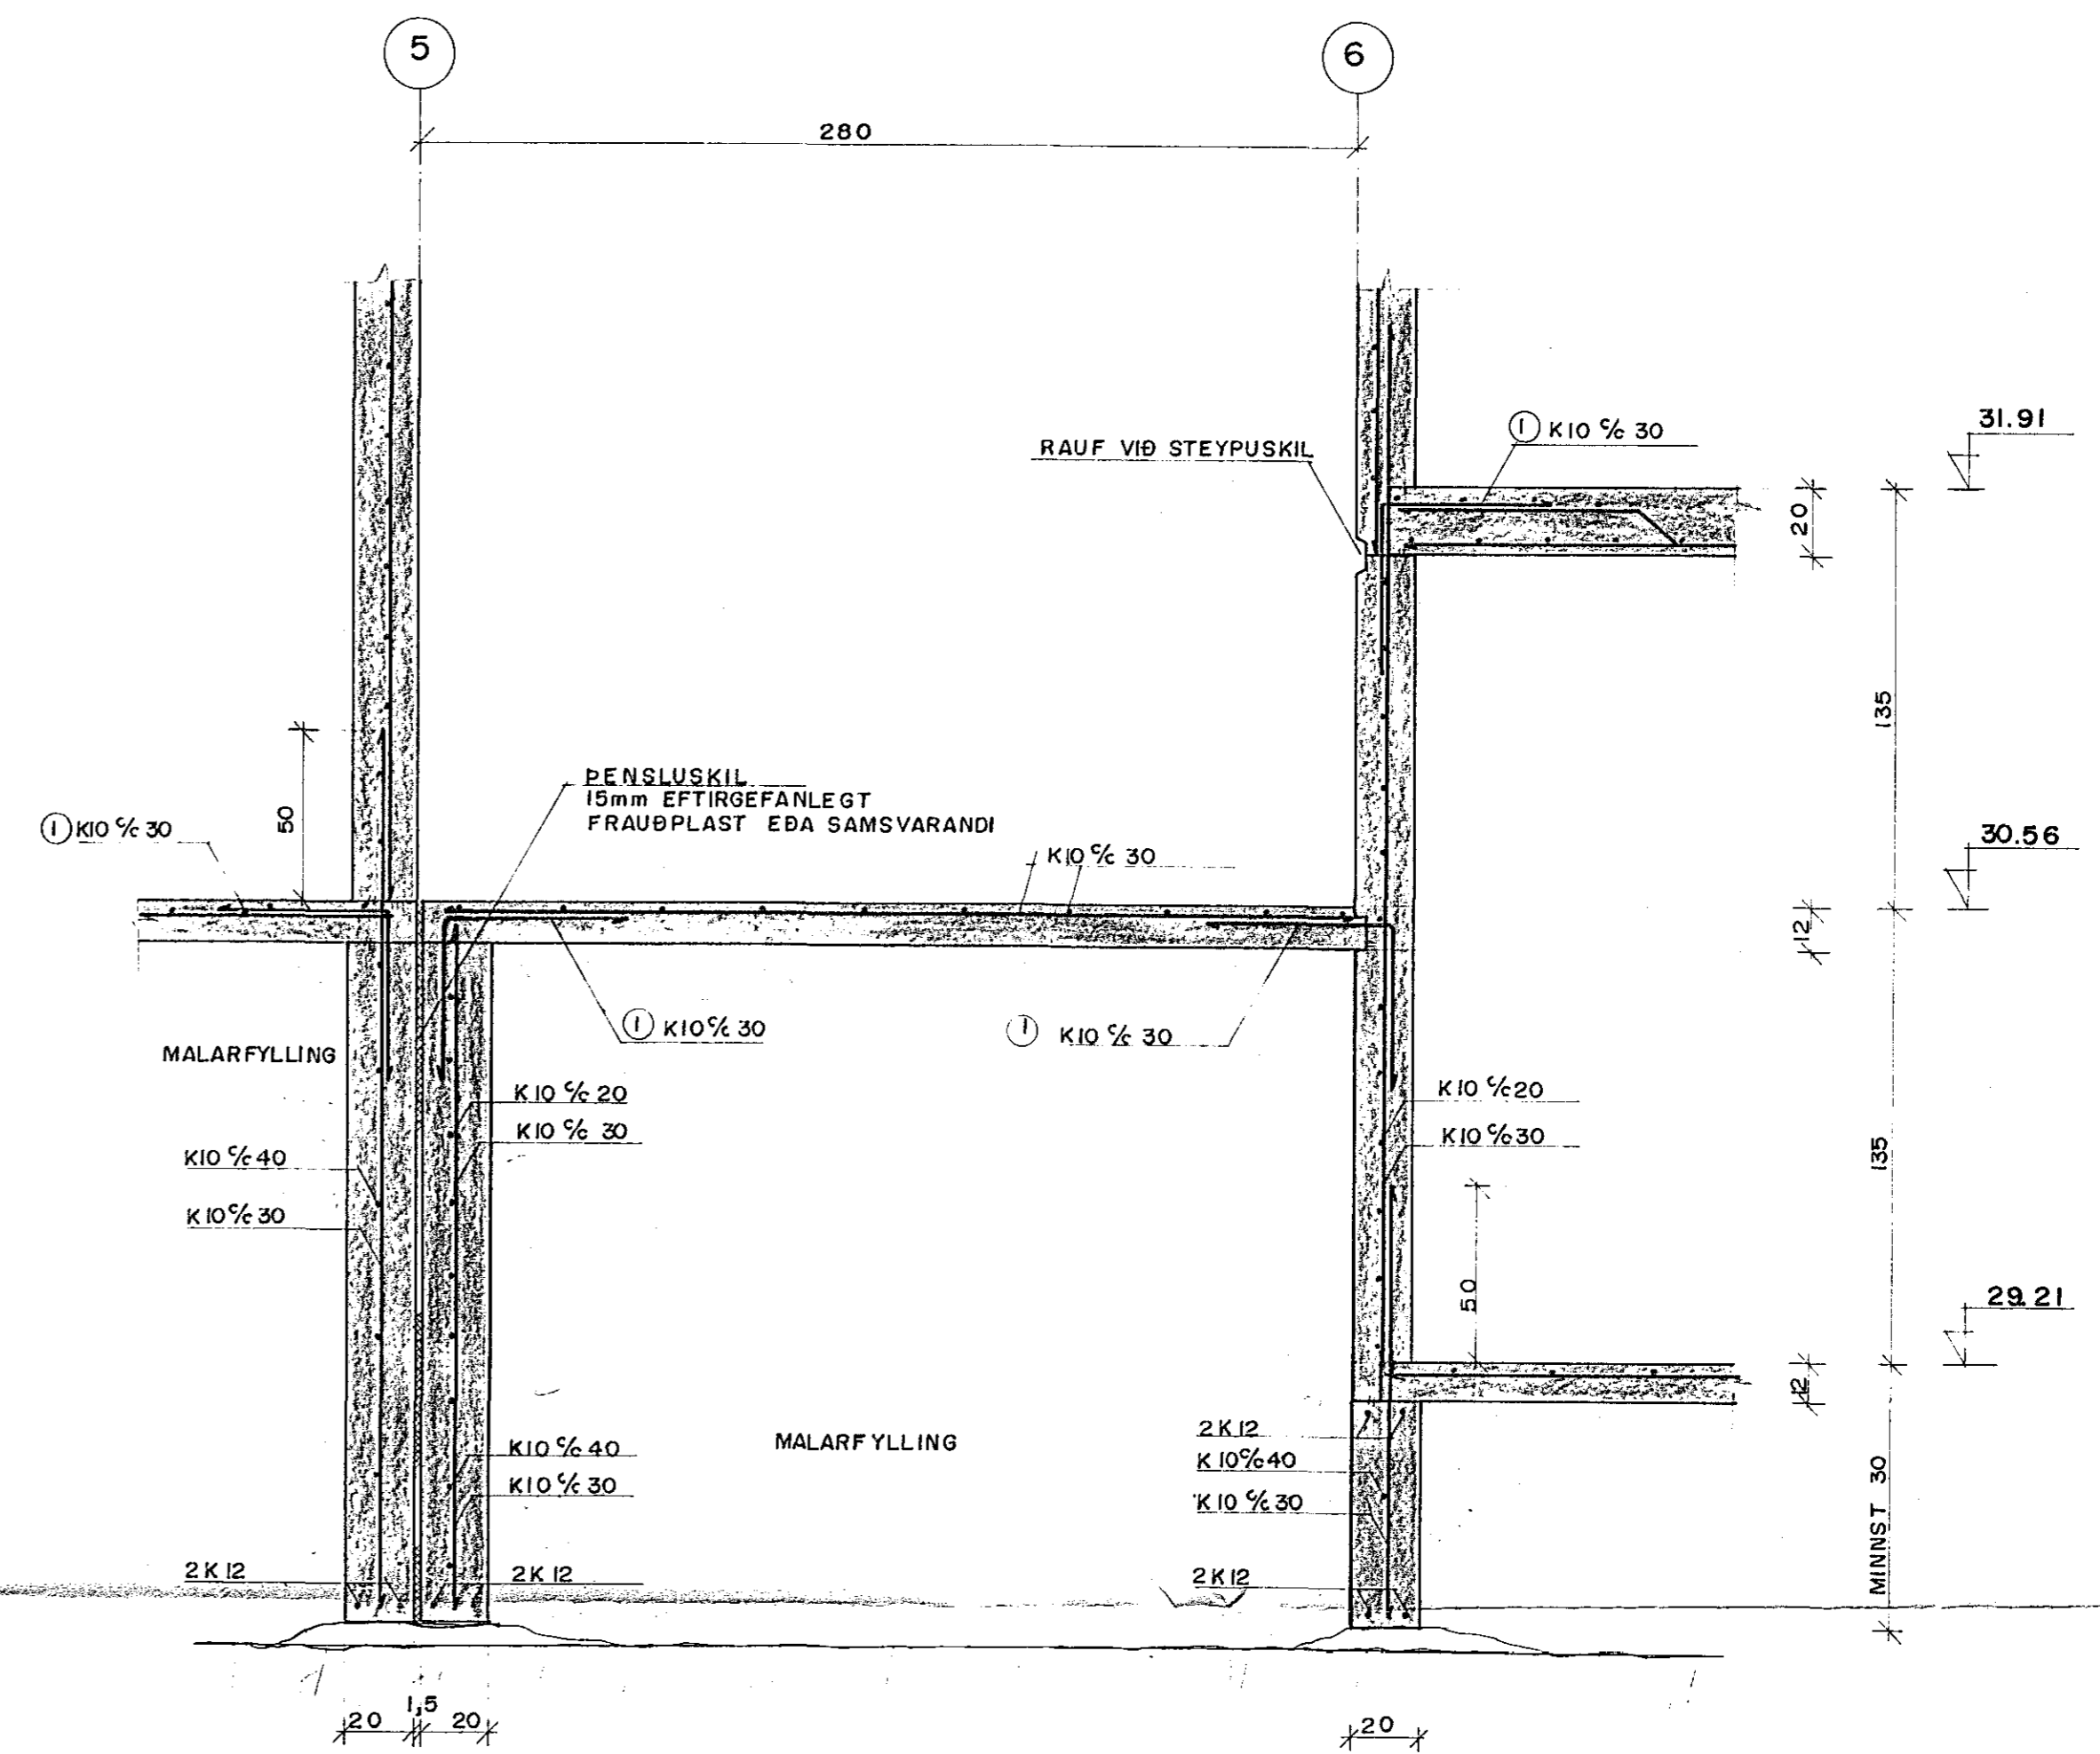 5
6
280
31.91
① K10 c/c 30
RAUF VIÐ STEYPUSKIL
20
135
ÞENSLUSKIL
15mm EFTIRGEFANLEGT
FRAUÐPLAST EÐA SAMSVARANDI
50
① K10 c/c 30
K10 c/c 30
30.56
12
① K10 c/c 30
① K10 c/c 30
MALARFYLLING
K10 c/c 20
K10 c/c 30
K10 c/c 20
K10 c/c 30
K10 c/c 40
K10 c/c 30
135
50
29.21
12
2K12
K10 c/c 40
K10 c/c 30
MALARFYLLING
K10 c/c 40
K10 c/c 30
MINNST 30
2K12
2K12
2K12
20
1,5
20
20